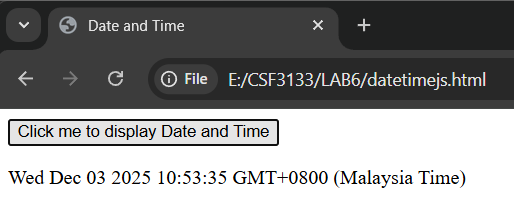 Date and Time
File E:/CSF3133/LAB6/datetimejs.html
Click me to display Date and Time
Wed Dec 03 2025 10:53:35 GMT+0800 (Malaysia Time)